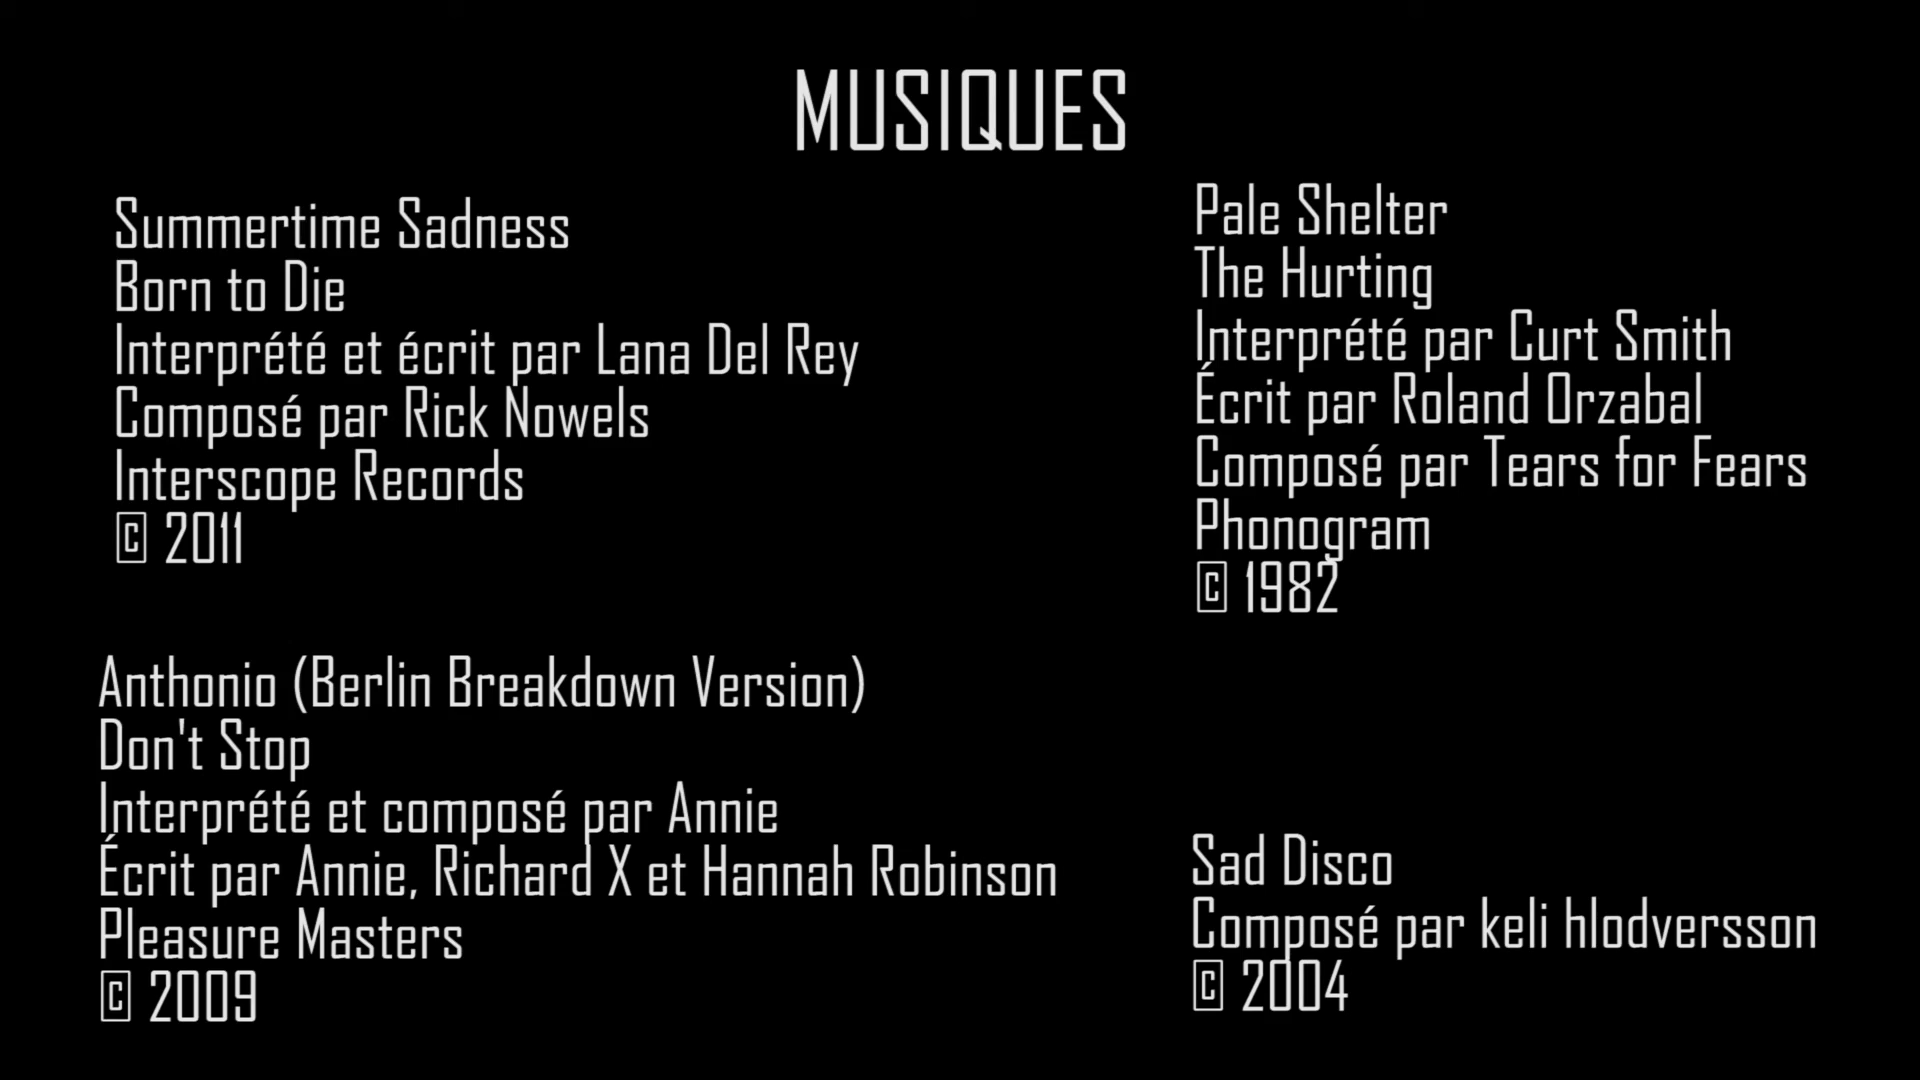 MUSIQUES
Summertime Sadness
Born to Die
Interprété et écrit par Lana Del Rey
Composé par Rick Nowels
Interscope Records
© 2011
Pale Shelter
The Hurting
Interprété par Curt Smith
Écrit par Roland Orzabal
Composé par Tears for Fears
Phonogram
© 1982
Anthonio (Berlin Breakdown Version)
Don't Stop
Interprété et composé par Annie
Écrit par Annie, Richard X et Hannah Robinson
Pleasure Masters
© 2009
Sad Disco
Composé par keli hlodversson
© 2004